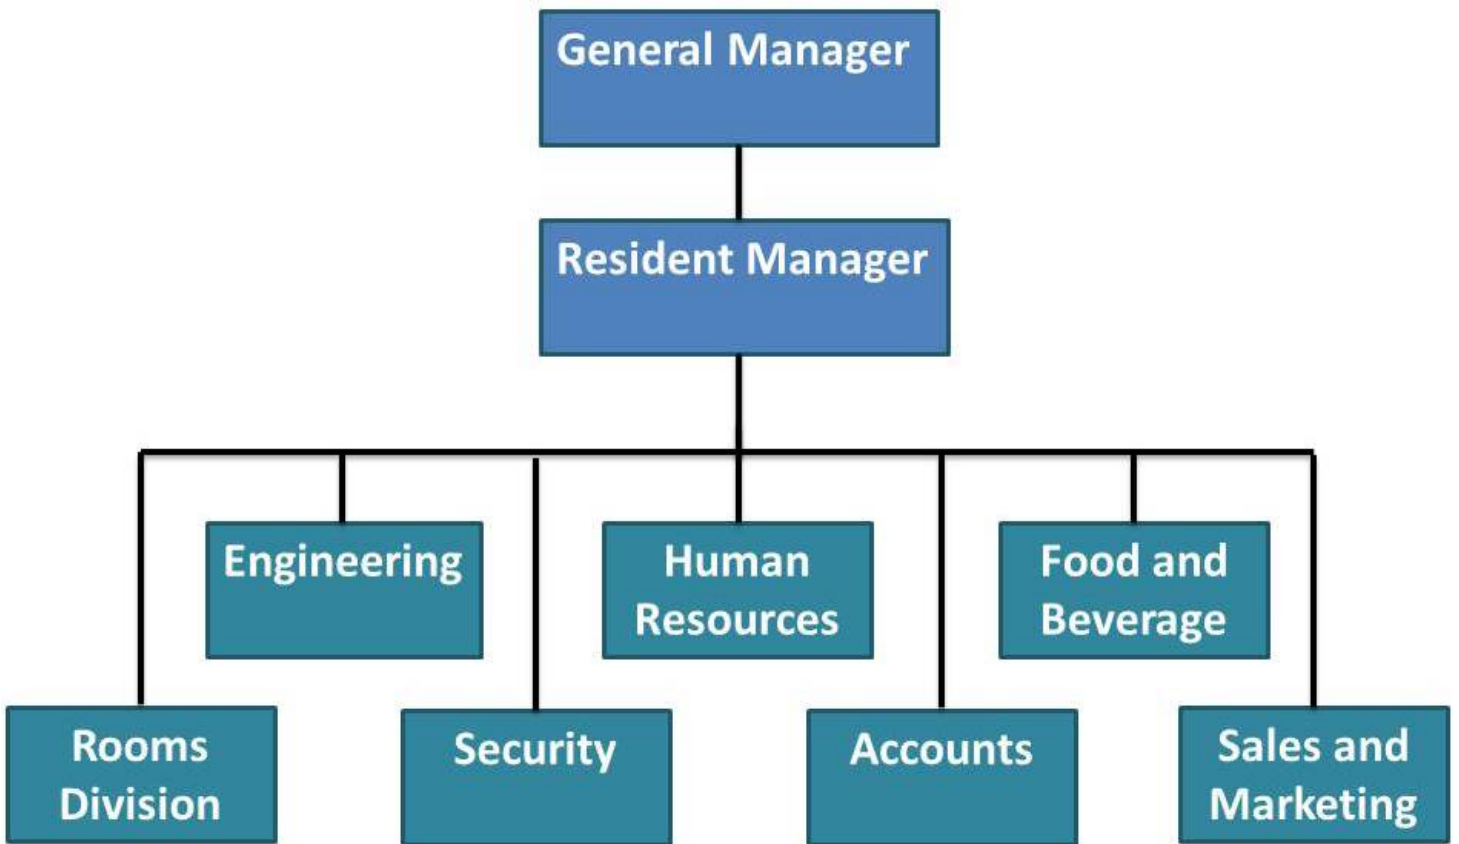 General Manager
Resident Manager
Engineering
Human
Resources
Food and
Beverage
Rooms
Division
Security
Accounts
Sales and
Marketing